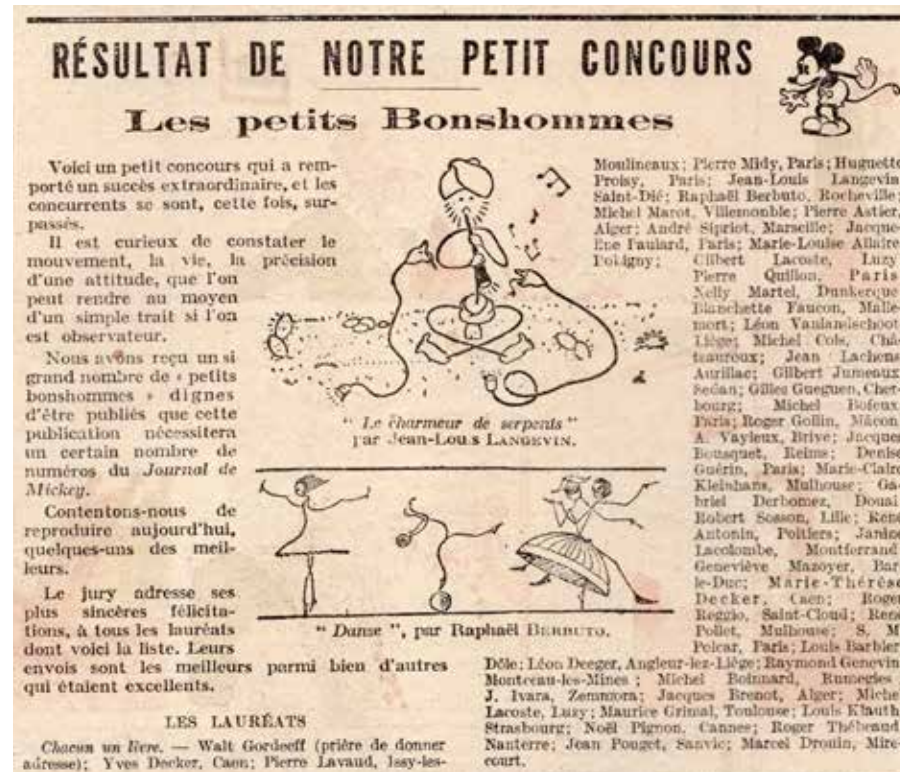 RÉSULTAT DE NOTRE PETIT CONCOURS
Les petits Bonshommes
Voici un petit concours qui a rem-
porté un succès extraordinaire, et les
concurrents se sont, cette fois, sur-
passés.
Il est curieux de constater le
mouvement, la vie, la précision
d'une attitude, que l'on
peut rendre au moyen
d'un simple trait si l'on
est observateur.
Nous avons reçu un si
grand nombre de « petits
bonshommes » dignes
d'être publiés que cette
publication nécessitera
un certain nombre de
numéros du Journal de
Mickey.
Contentons-nous de
reproduire aujourd'hui,
quelques-uns des meil-
leurs.
Le jury adresse ses
plus sincères félicita-
tions, à tous les lauréats
dont voici la liste. Leurs
envois sont les meilleurs parmi bien d'autres
qui étaient excellents.
LES LAURÉATS
Chacun un livre. — Walt Gordeeff (prière de donner
adresse); Yves Decker, Caen; Pierre Lavaud, Issy-les-
" Le charmeur de serpents "
par Jean-Louis LANGEVIN.
" Danse ", par Raphaël BERBUTO.
Moulineaux; Pierre Midy, Paris; Huguette
Froisy, Paris; Jean-Louis Langevin
Saint-Dié; Raphaël Berbuto, Rocheville;
Michel Marot, Villemonble; Pierre Astier,
Alger; André Sipriot, Marseille; Jacque-
line Paulard, Paris; Marie-Louise Allaire
Gilbert Lacoste, Luzy
Pierre Quillon, Paris
Nelly Martel, Dunkerque
Blanchette Faucon, Malle-
mort; Léon Vanlandschoot
Liège; Michel Cols, Châ-
teauroux; Jean Lachens
Aurillac; Gilbert Jumeaux
Sedan; Gilles Gueguen, Cher-
bourg; Michel
Paris; Roger Gollin, Mâcon
A. Vayleux, Brive; Jacques
Bousquet, Reims; Denise
Guérin, Paris; Marie-Claire
Kleinhans, Mulhouse; Ga-
briel Derbomez, Douai
Robert Sosson, Lille; René
Antonin, Poitiers; Janine
Lacolombe, Montferrand
Geneviève Mazoyer, Bar-
le-Duc; Marie-Thérèse
Decker, Caen; Roger
Reggio, Saint-Cloud; René
Pollet, Mulhouse; S. M
Polcar, Paris; Louis Barbier
Dôle; Léon Deeger, Angleur-lez-Liège; Raymond Genevin
Montceau-les-Mines; Michel Boinnard, Rumegies
J. Ivara, Zemmora; Jacques Brenot, Alger; Michel
Lacoste, Luzy; Maurice Grimal, Toulouse; Louis Klauth
Strasbourg; Noël Pignon, Cannes; Roger Thébeaud
Nanterre; Jean Pouget, Sanvic; Marcel Drouin, Mire-
court.